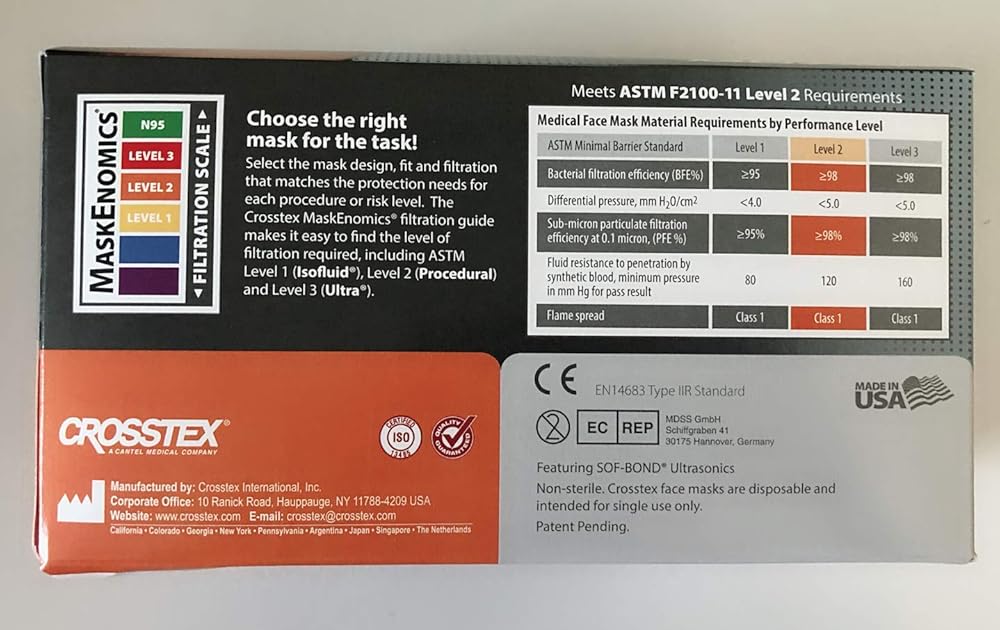 MASKENOMICS®
N95
LEVEL 3
LEVEL 2
LEVEL 1
◄ FILTRATION SCALE ►
Choose the right
mask for the task!
Select the mask design, fit and filtration
that matches the protection needs for
each procedure or risk level. The
Crosstex MaskEnomics® filtration guide
makes it easy to find the level of
filtration required, including ASTM
Level 1 (Isofluid®), Level 2 (Procedural)
and Level 3 (Ultra®).
Meets ASTM F2100-11 Level 2 Requirements
Medical Face Mask Material Requirements by Performance Level
ASTM Minimal Barrier Standard Level 1 Level 2 Level 3
Bacterial filtration efficiency (BFE%) ≥95 ≥98 ≥98
Differential pressure, mm H₂O/cm² <4.0 <5.0 <5.0
Sub-micron particulate filtration
efficiency at 0.1 micron, (PFE %) ≥95% ≥98% ≥98%
Fluid resistance to penetration by
synthetic blood, minimum pressure
in mm Hg for pass result 80 120 160
Flame spread Class 1 Class 1 Class 1
CROSSTEX®
A CANTEL MEDICAL COMPANY
CERTIFIED
ISO
13485
QUALITY
GUARANTEE
Manufactured by: Crosstex International, Inc.
Corporate Office: 10 Ranick Road, Hauppauge, NY 11788-4209 USA
Website: www.crosstex.com E-mail: crosstex@crosstex.com
California • Colorado • Georgia • New York • Pennsylvania • Argentina • Japan • Singapore • The Netherlands
CE EN14683 Type IIR Standard
MADE IN
USA
2
EC REP
MDSS GmbH
Schiffgraben 41
30175 Hannover, Germany
Featuring SOF-BOND® Ultrasonics
Non-sterile. Crosstex face masks are disposable and
intended for single use only.
Patent Pending.